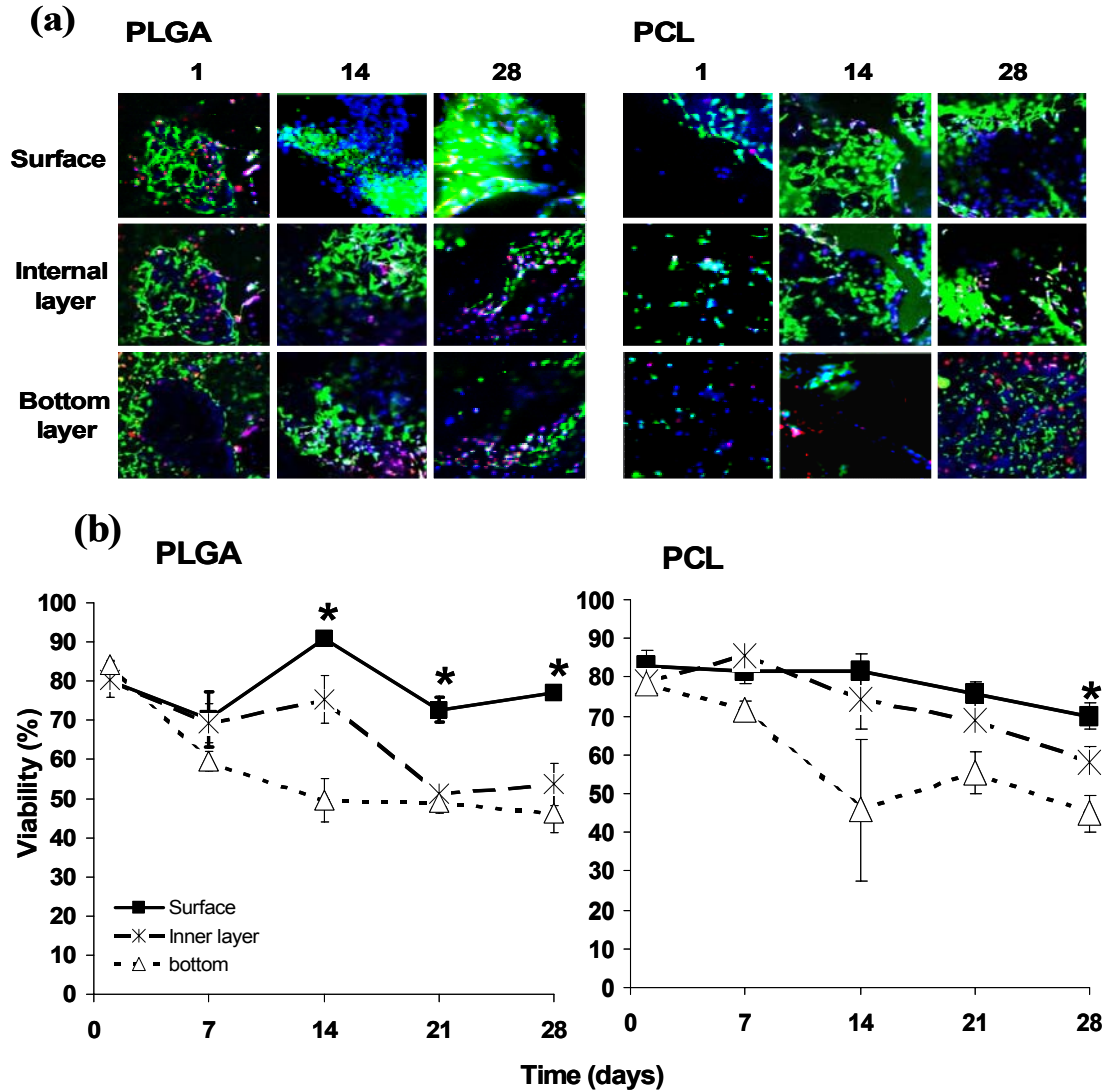 (a)
PLGA PCL
1 14 28 1 14 28
Surface
Internal
layer
Bottom
layer
(b)
PLGA PCL
Viability (%)
100
90
80
70
60
50
40
30
20
10
0
* * *
Surface
Inner layer
bottom
0 7 14 21 28
100
90
80
70
60
50
40
30
20
10
0
*
0 7 14 21 28
Time (days)